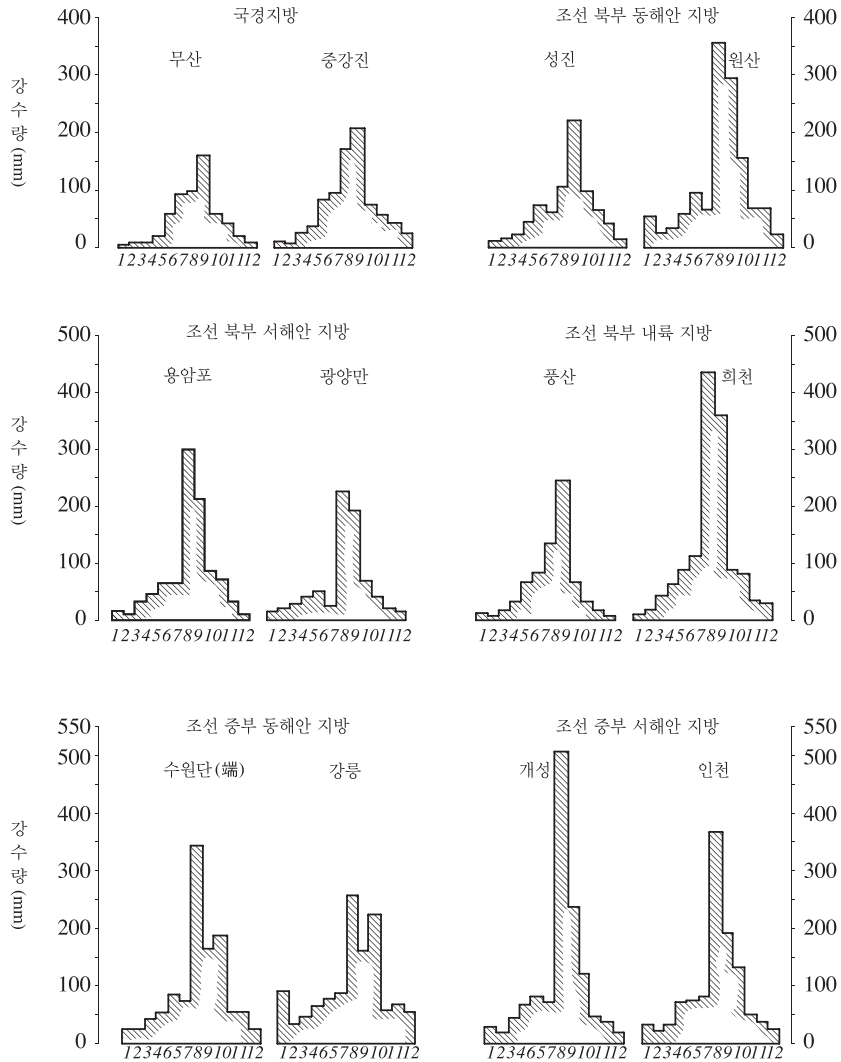 국경지방
조선 북부 동해안 지방
무산
중강진
성진
원산
강수량 (mm)
400
300
200
100
0
400
300
200
100
0
123456789101112
123456789101112
123456789101112
123456789101112
조선 북부 서해안 지방
조선 북부 내륙 지방
용암포
광양만
풍산
희천
강수량 (mm)
500
400
300
200
100
0
500
400
300
200
100
0
123456789101112
123456789101112
123456789101112
123456789101112
조선 중부 동해안 지방
조선 중부 서해안 지방
수원단(端)
강릉
개성
인천
강수량 (mm)
550
500
400
300
200
100
0
550
500
400
300
200
100
0
123456789101112
123456789101112
123456789101112
123456789101112